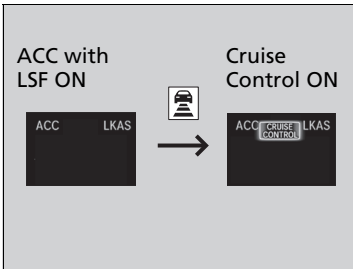 ACC with
LSF ON
Cruise
Control ON
ACC LKAS
ACC CRUISE CONTROL LKAS